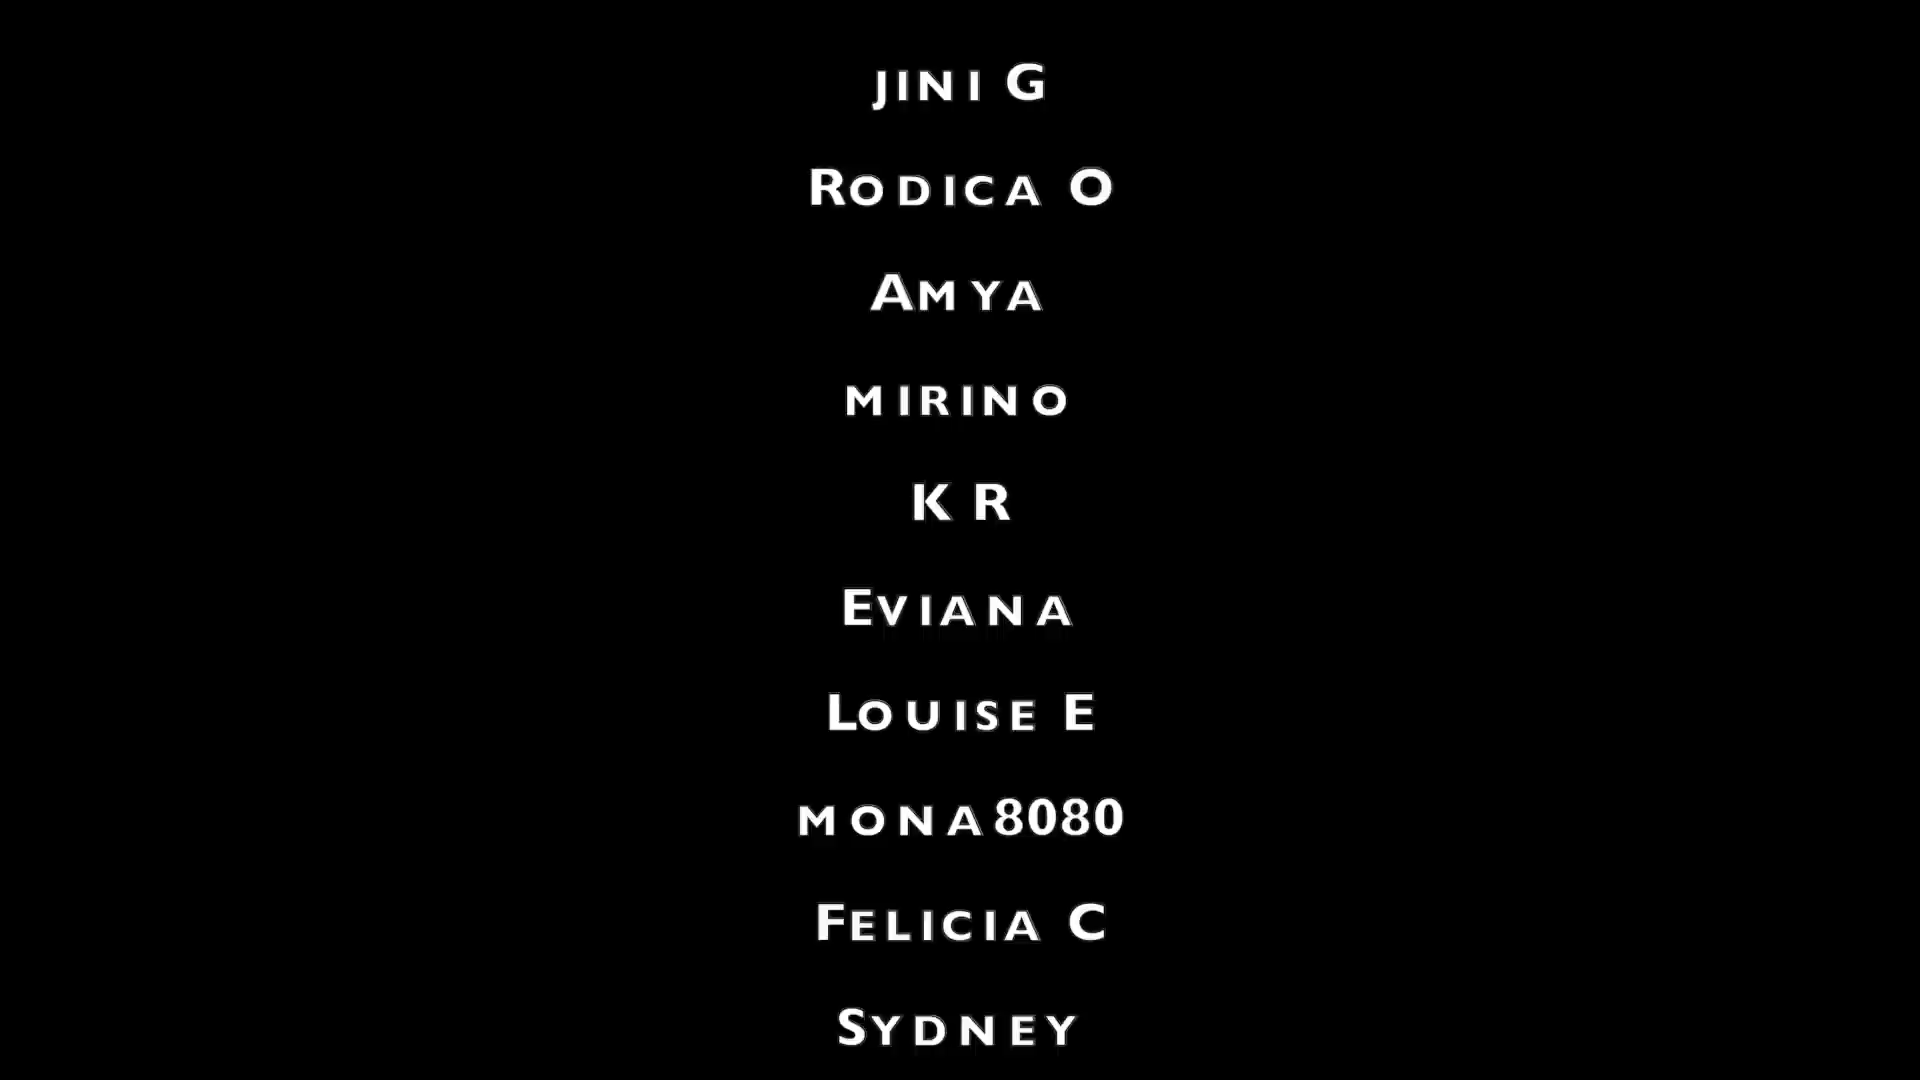 jini G
Rodica O
Amya
mirino
K R
Eviana
Louise E
mona8080
Felicia C
Sydney